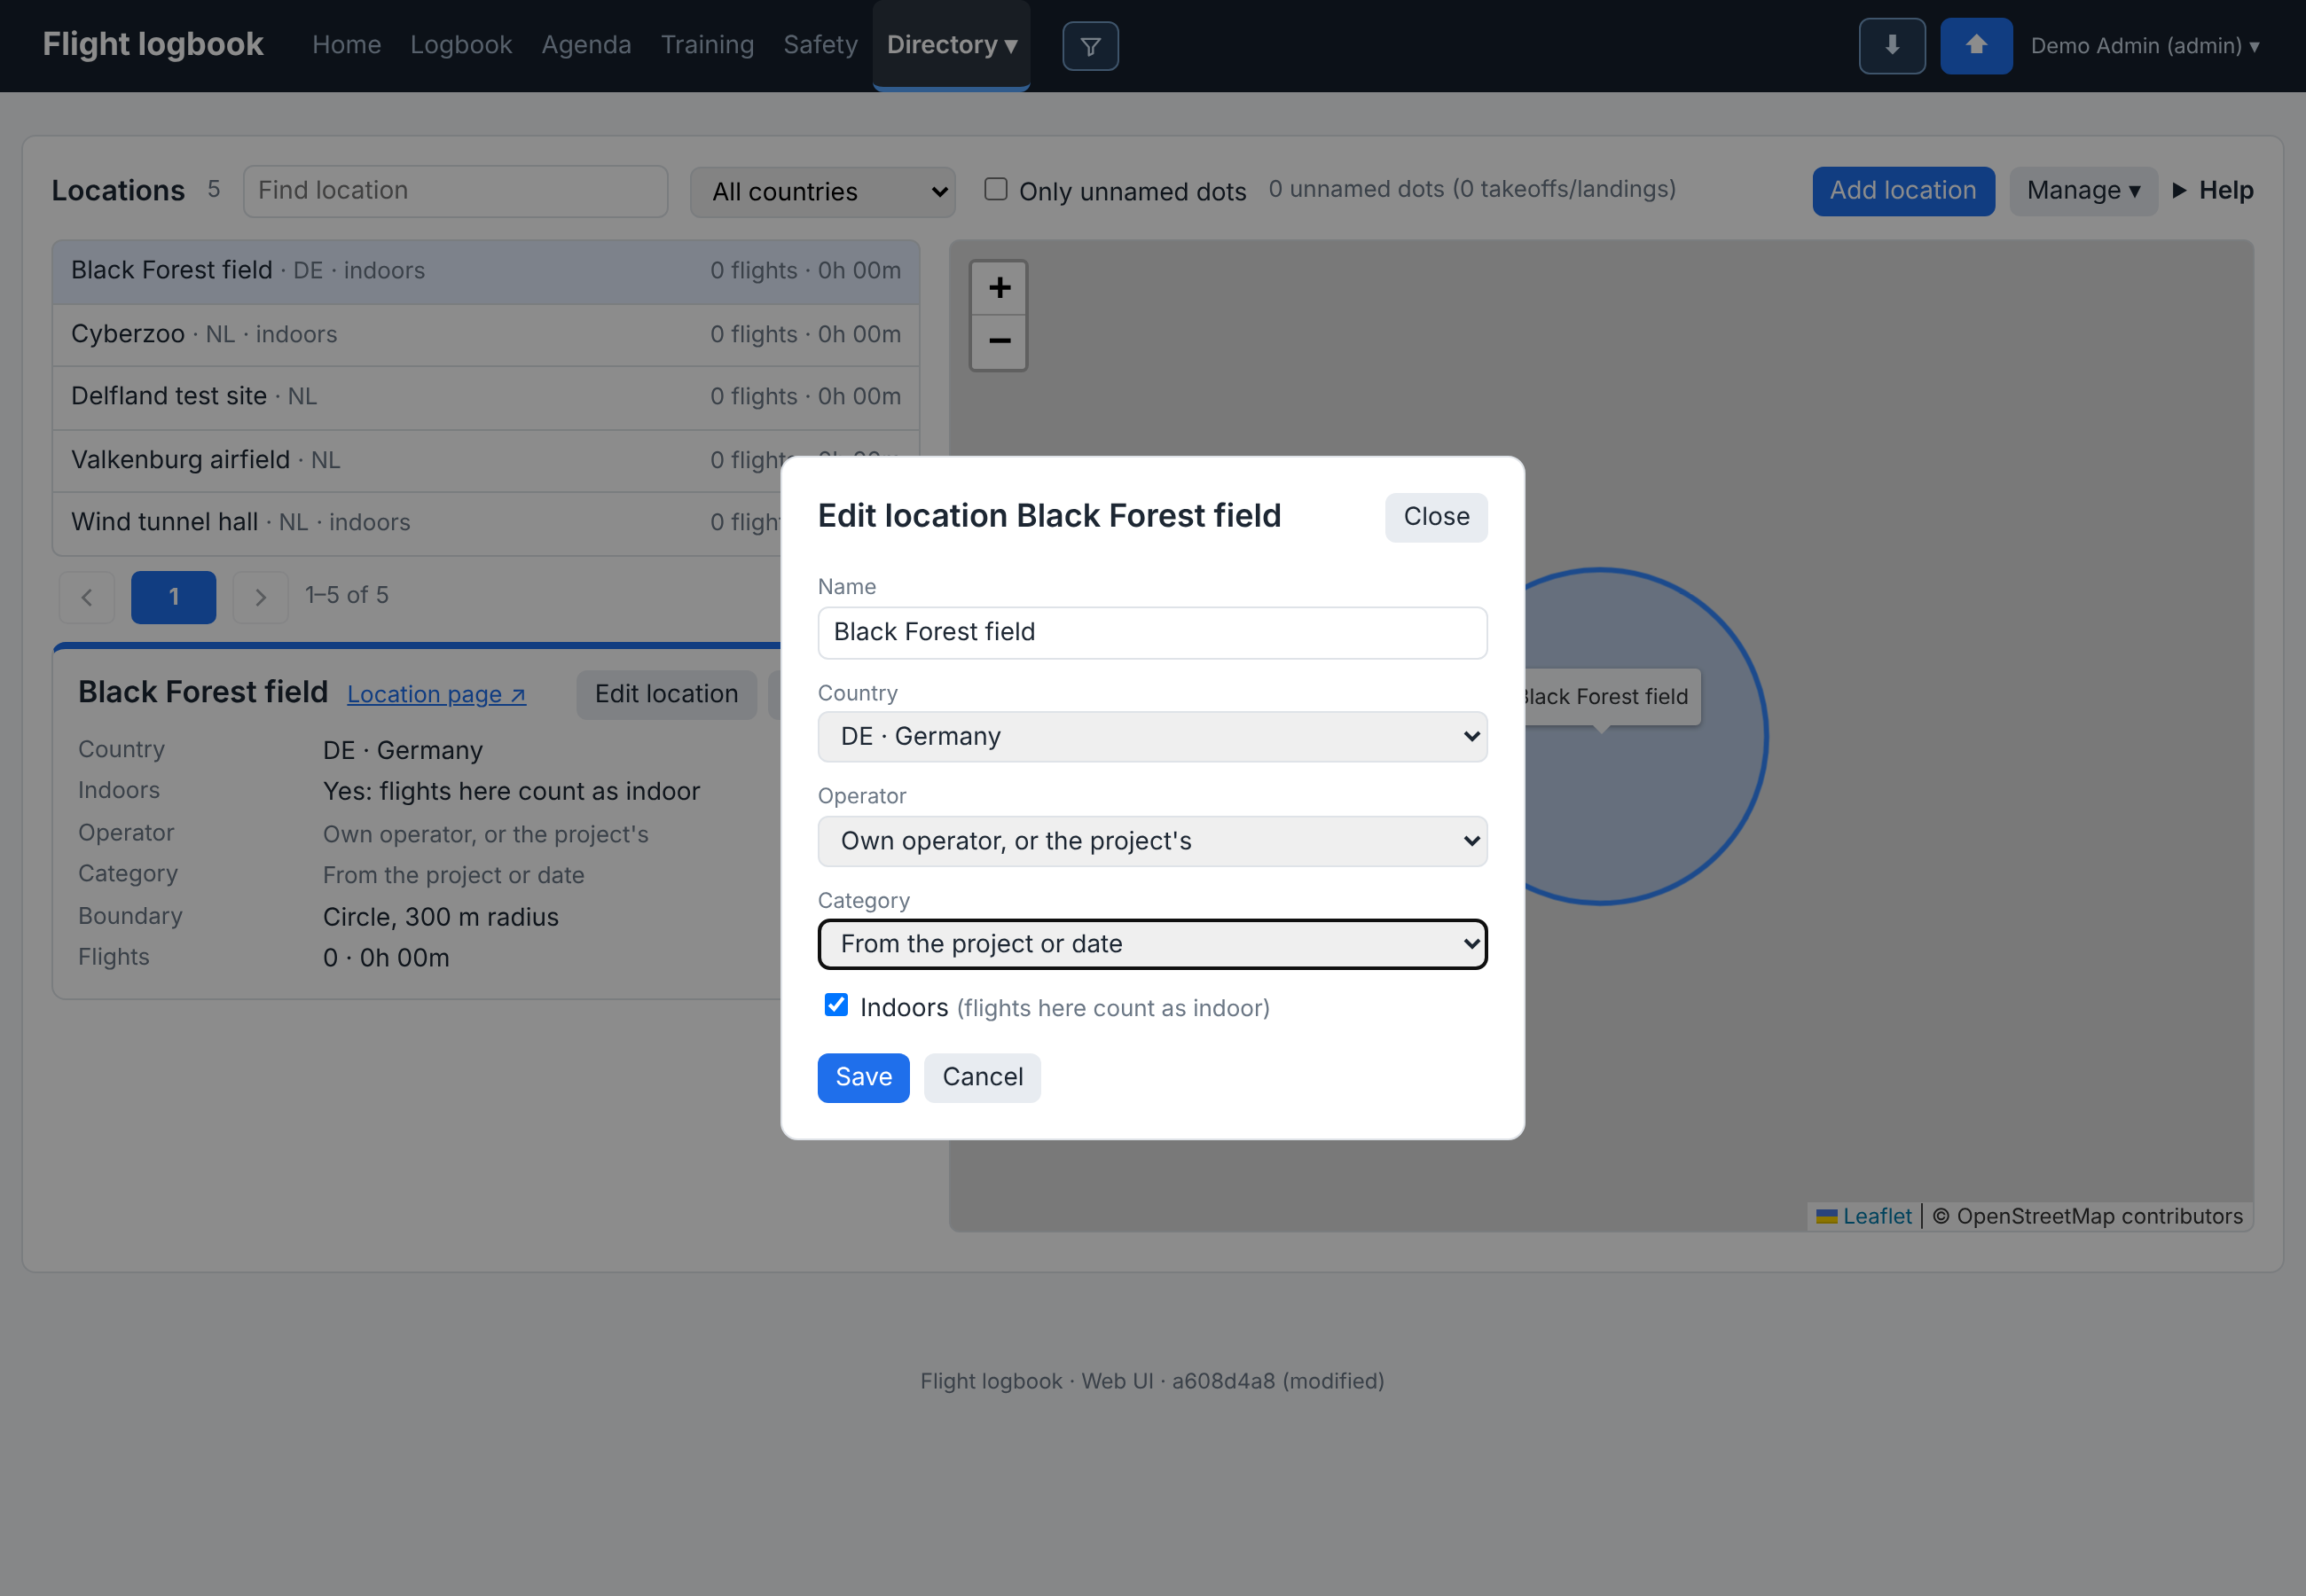 Flight logbook Home Logbook Agenda Training Safety Directory ▾ Demo Admin (admin) ▾
Locations 5 Find location All countries Only unnamed dots 0 unnamed dots (0 takeoffs/landings) Add location Manage ▾ ▶ Help
Black Forest field · DE · indoors 0 flights · 0h 00m
Cyberzoo · NL · indoors 0 flights · 0h 00m
Delfland test site · NL 0 flights · 0h 00m
Valkenburg airfield · NL 0 flights
Wind tunnel hall · NL · indoors 0
1 1–5 of 5
Black Forest field Location page ↗ Edit location
Country DE · Germany
Indoors Yes: flights here count as indoor
Operator Own operator, or the project's
Category From the project or date
Boundary Circle, 300 m radius
Flights 0 · 0h 00m
+
−
Black Forest field
Leaflet | © OpenStreetMap contributors
Edit location Black Forest field Close
Name
Black Forest field
Country
DE · Germany
Operator
Own operator, or the project's
Category
From the project or date
Indoors (flights here count as indoor)
Save Cancel
Flight logbook · Web UI · a608d4a8 (modified)